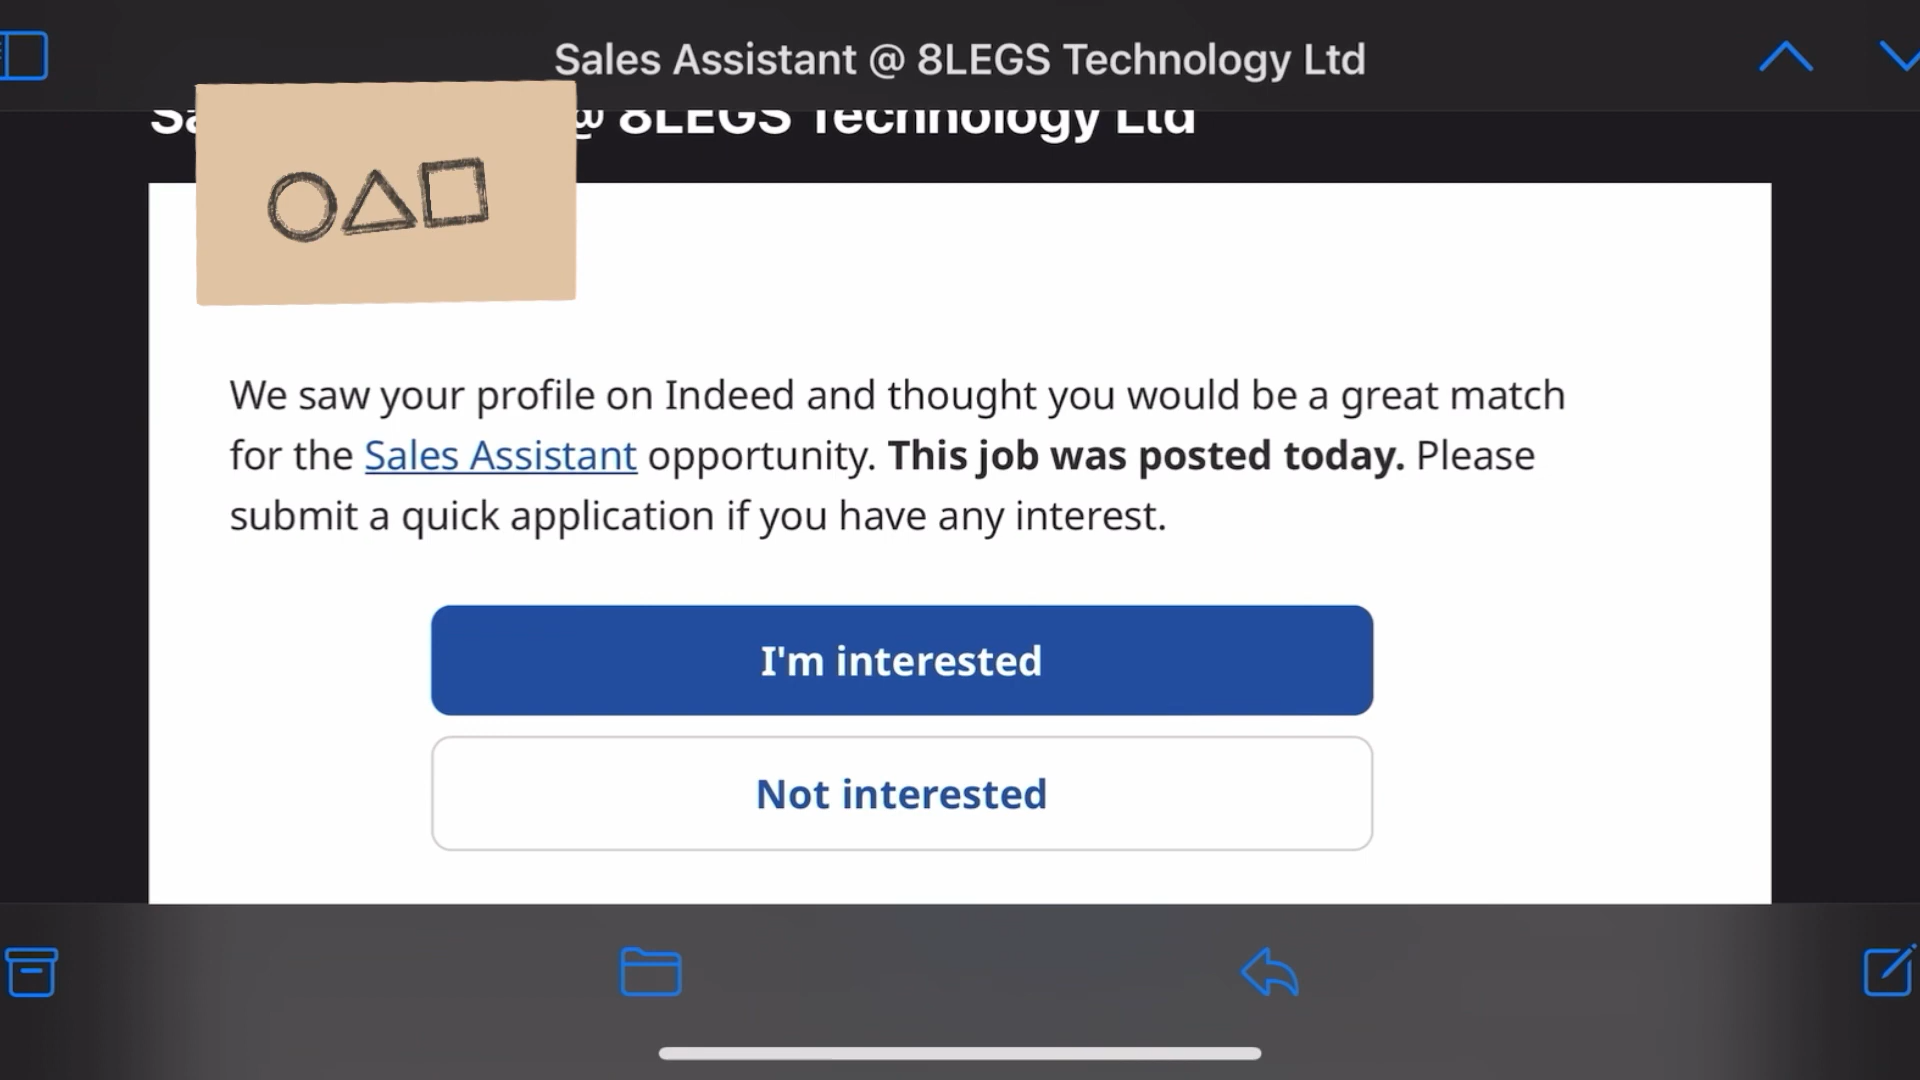 Sales Assistant @ 8LEGS Technology Ltd
@ 8LEGS Technology Ltd
We saw your profile on Indeed and thought you would be a great match
for the Sales Assistant opportunity. This job was posted today. Please
submit a quick application if you have any interest.
I'm interested
Not interested